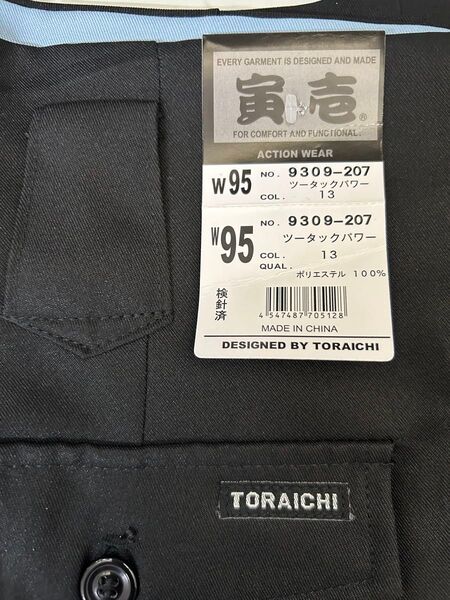 EVERY GARMENT IS DESIGNED AND MADE
寅壱®
FOR COMFORT AND FUNCTIONAL.
ACTION WEAR
W95 NO. 9309-207
ツータックパワー
COL. 13
W95 NO. 9309-207
ツータックパワー
COL. 13
QUAL. ポリエステル 100%
検針済
4 547487 705128
MADE IN CHINA
DESIGNED BY TORAICHI
TORAICHI